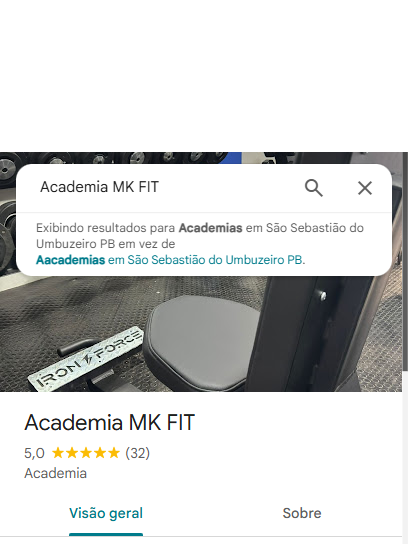 Academia MK FIT
Exibindo resultados para Academias em São Sebastião do
Umbuzeiro PB em vez de
Aacademias em São Sebastião do Umbuzeiro PB.
IRON FORCE
Academia MK FIT
5,0 ★★★★★ (32)
Academia
Visão geral Sobre